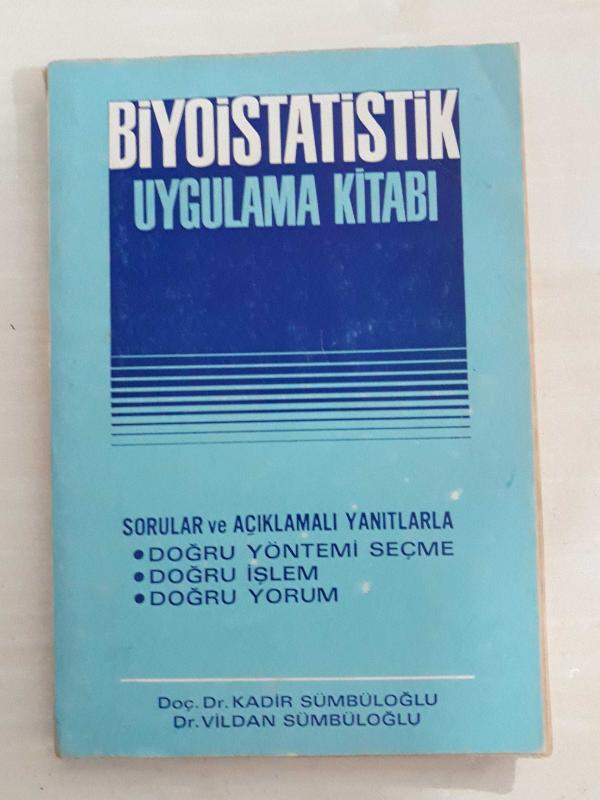 BİYOİSTATİSTİK
UYGULAMA KİTABI
SORULAR ve AÇIKLAMALI YANITLARLA
• DOĞRU YÖNTEMİ SEÇME
• DOĞRU İŞLEM
• DOĞRU YORUM
Doç. Dr. KADİR SÜMBÜLOĞLU
Dr. VİLDAN SÜMBÜLOĞLU